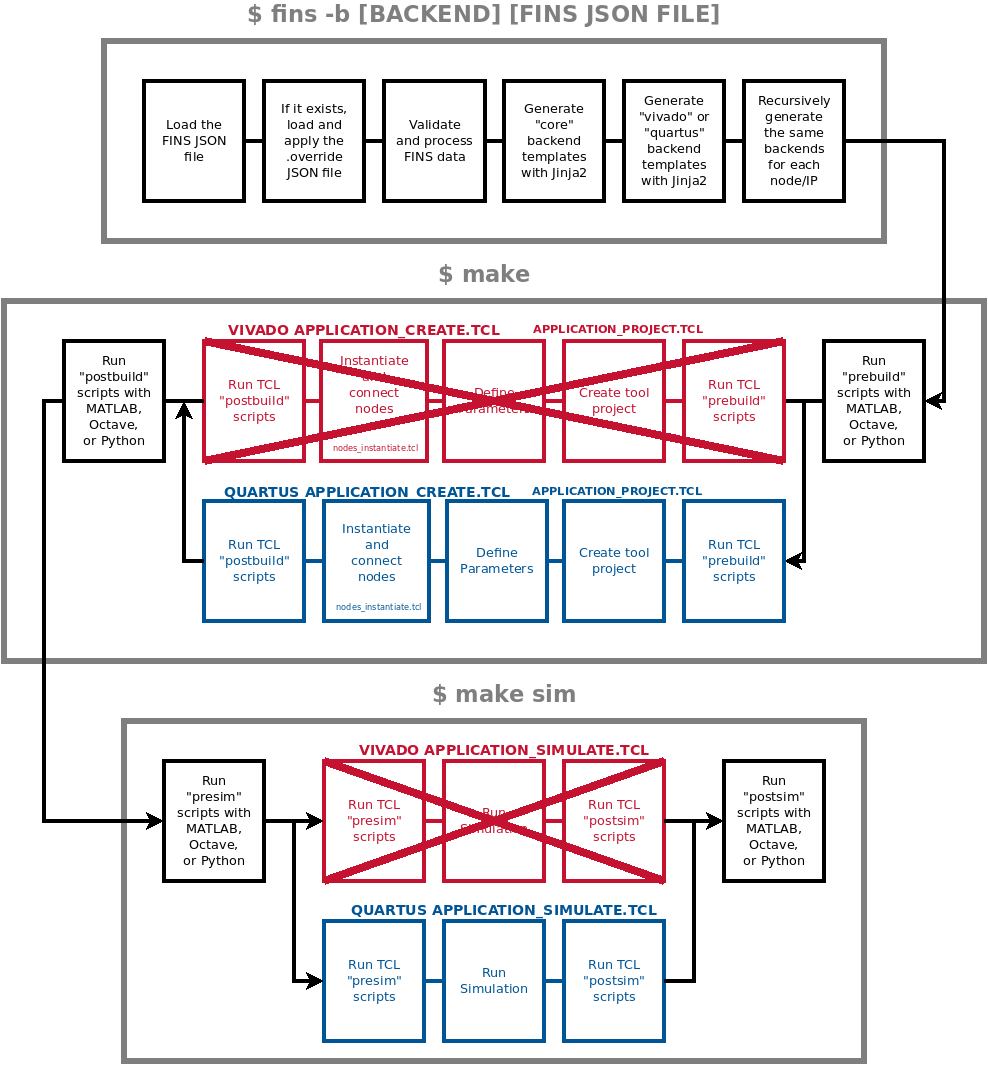 $ fins -b [BACKEND] [FINS JSON FILE]
Load the
FINS JSON
file
If it exists,
load and
apply the
.override
JSON file
Validate
and process
FINS data
Generate
"core"
backend
templates
with Jinja2
Generate
"vivado" or
"quartus"
backend
templates
with Jinja2
Recursively
generate
the same
backends
for each
node/IP
$ make
VIVADO APPLICATION_CREATE.TCL
APPLICATION_PROJECT.TCL
Run
"postbuild"
scripts with
MATLAB,
Octave,
or Python
Run TCL
"postbuild"
scripts
Instantiate
and
connect
nodes
nodes_instantiate.tcl
Define
Parameters
Create tool
project
Run TCL
"prebuild"
scripts
Run
"prebuild"
scripts with
MATLAB,
Octave,
or Python
QUARTUS APPLICATION_CREATE.TCL
APPLICATION_PROJECT.TCL
Run TCL
"postbuild"
scripts
Instantiate
and
connect
nodes
nodes_instantiate.tcl
Define
Parameters
Create tool
project
Run TCL
"prebuild"
scripts
$ make sim
VIVADO APPLICATION_SIMULATE.TCL
Run
"presim"
scripts with
MATLAB,
Octave,
or Python
Run TCL
"presim"
scripts
Run
Simulation
Run TCL
"postsim"
scripts
Run
"postsim"
scripts with
MATLAB,
Octave,
or Python
QUARTUS APPLICATION_SIMULATE.TCL
Run TCL
"presim"
scripts
Run
Simulation
Run TCL
"postsim"
scripts